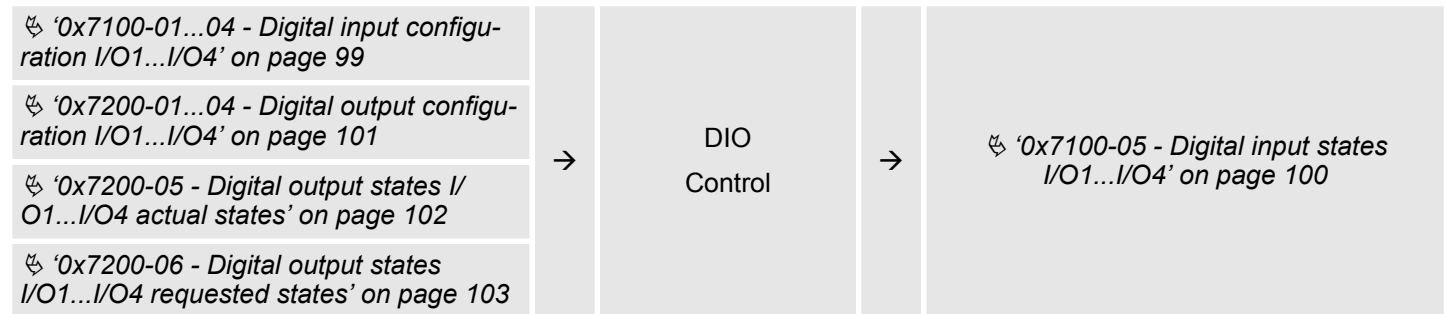 ↳ '0x7100-01...04 - Digital input configu-
ration I/O1...I/O4' on page 99
↳ '0x7200-01...04 - Digital output configu-
ration I/O1...I/O4' on page 101
↳ '0x7200-05 - Digital output states I/
O1...I/O4 actual states' on page 102
↳ '0x7200-06 - Digital output states
I/O1...I/O4 requested states' on page 103
→
DIO
Control
→
↳ '0x7100-05 - Digital input states
I/O1...I/O4' on page 100